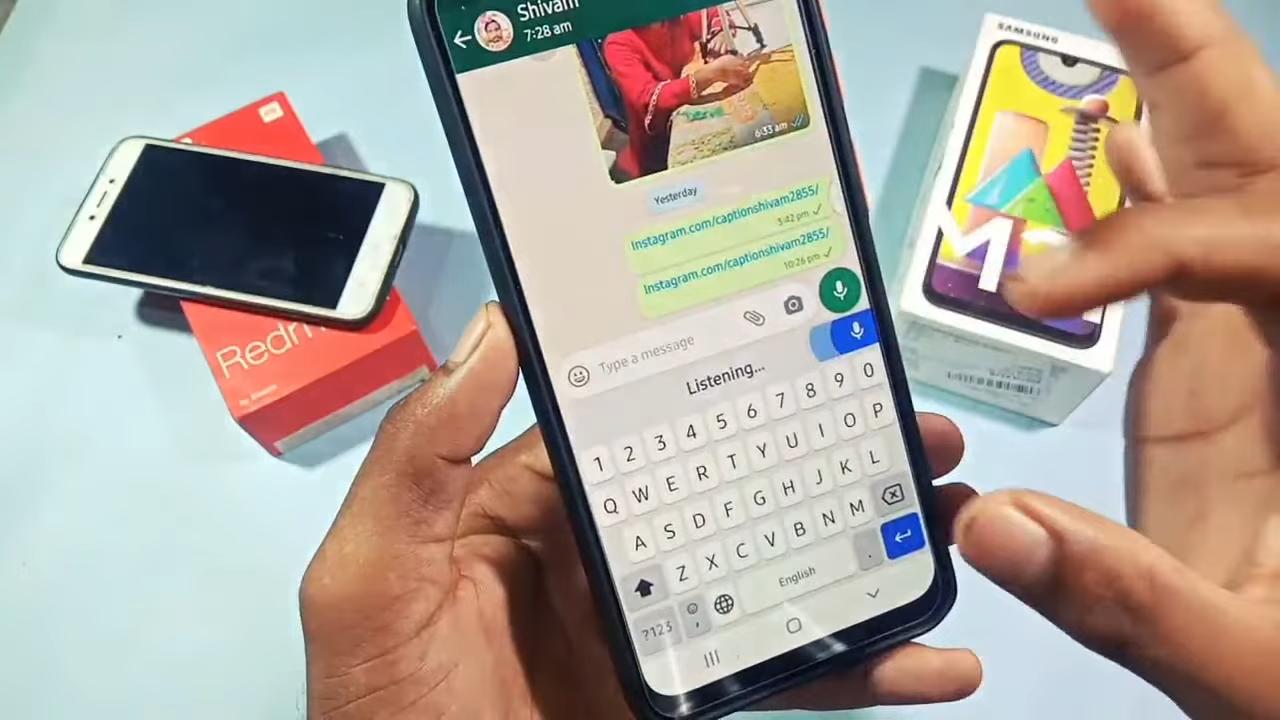 Shivam
7:28 am
6:33 am
Yesterday
Instagram.com/captionshivam2855/
5:42 pm
Instagram.com/captionshivam2855/
10:26 pm
Type a message
Listening...
1 2 3 4 5 6 7 8 9 0
Q W E R T Y U I O P
A S D F G H J K L
Z X C V B N M
?123 , English .
SAMSUNG
M
Redmi